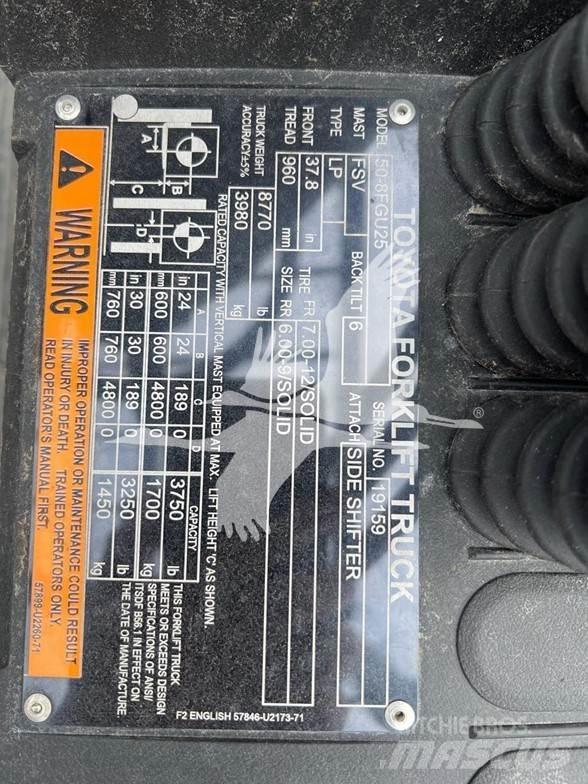 TOYOTA FORKLIFT TRUCK
MODEL 50-8FGU25 SERIAL NO. 19159
MAST FSV BACK TILT 6 ATTACH SIDE SHIFTER
TYPE LP
FRONT TREAD 37.8 in TIRE FR 7.00-12/SOLID
960 mm SIZE RR 6.00-9/SOLID
TRUCK WEIGHT 8770 lb
ACCURACY±5% 3980 kg
RATED CAPACITY WITH VERTICAL MAST EQUIPPED AT MAX. LIFT HEIGHT 'C' AS SHOWN.
A B C D CAPACITY
in 24 24 189 0 3750 lb
mm 600 600 4800 0 1700 kg
in 30 30 189 0 3250 lb
mm 760 760 4800 0 1450 kg
A
B
C
D
THIS FORKLIFT TRUCK
MEETS OR EXCEEDS DESIGN
SPECIFICATIONS OF ANSI/
ITSDF B56.1 IN EFFECT ON
THE DATE OF MANUFACTURE
WARNING
IMPROPER OPERATION OR MAINTENANCE COULD RESULT
IN INJURY OR DEATH. TRAINED OPERATORS ONLY.
READ OPERATOR'S MANUAL FIRST.
57899-U2260-71
F2 ENGLISH 57846-U2173-71
®
RITCHIE BROS.
MASCUS